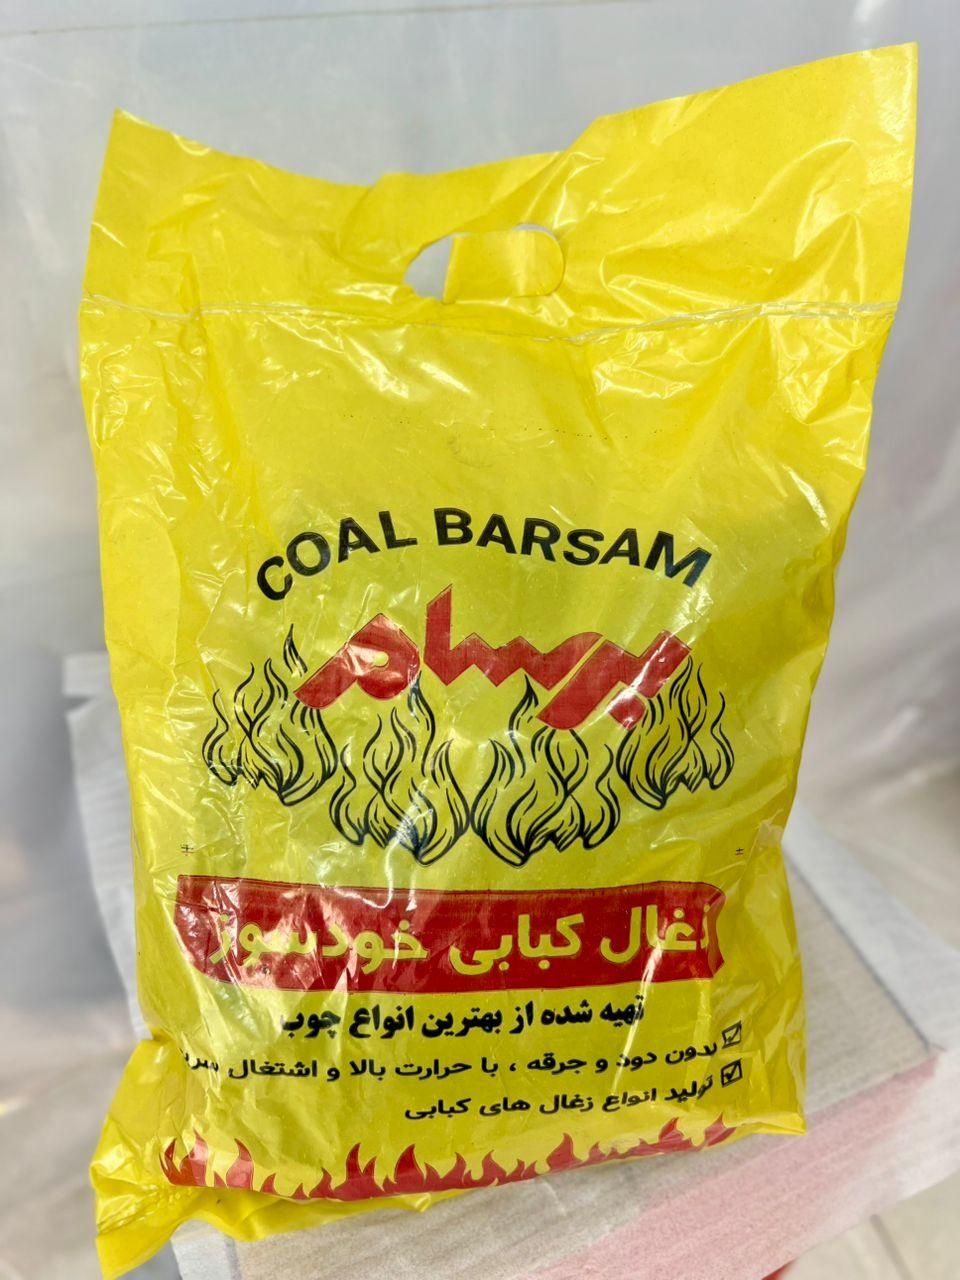 COAL BARSAM
برسام
زغال کبابی خودسوز
تهیه شده از بهترین انواع چوب
بدون دود و جرقه ، با حرارت بالا و اشتغال
تولید انواع زغال های کبابی